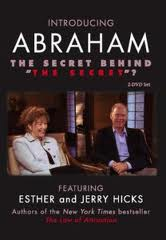 INTRODUCING
ABRAHAM
THE SECRET BEHIND
"THE SECRET"?
2-DVD Set
FEATURING
ESTHER and JERRY HICKS
Authors of the New York Times bestseller
The Law of Attraction